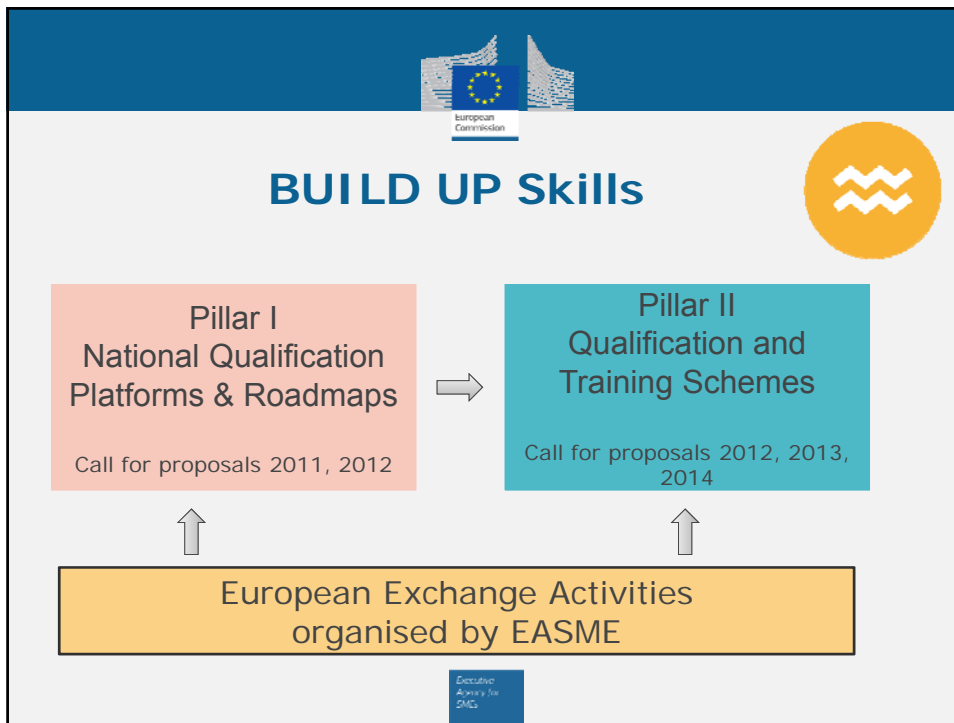 European
Commission
BUILD UP Skills
Pillar I
National Qualification
Platforms & Roadmaps
Call for proposals 2011, 2012
Pillar II
Qualification and
Training Schemes
Call for proposals 2012, 2013,
2014
European Exchange Activities
organised by EASME
Executive
Agency for
SMEs